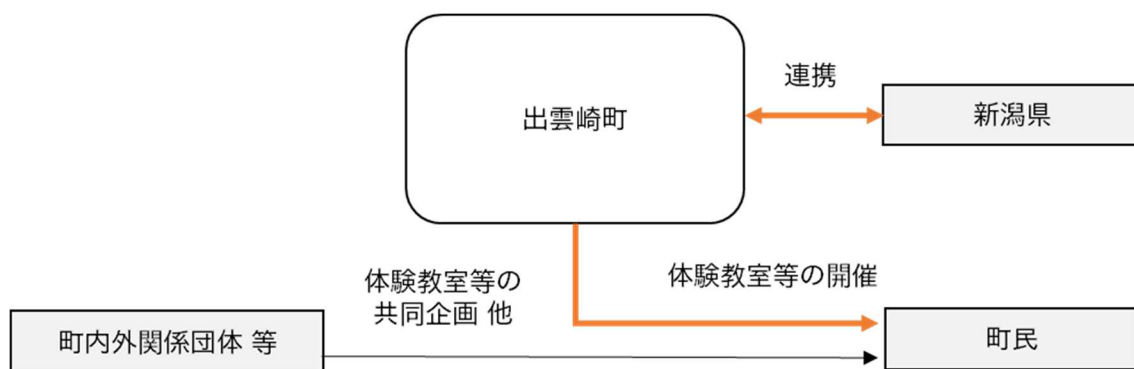 出雲崎町
連携
新潟県
体験教室等の
共同企画 他
体験教室等の開催
町内外関係団体 等
町民